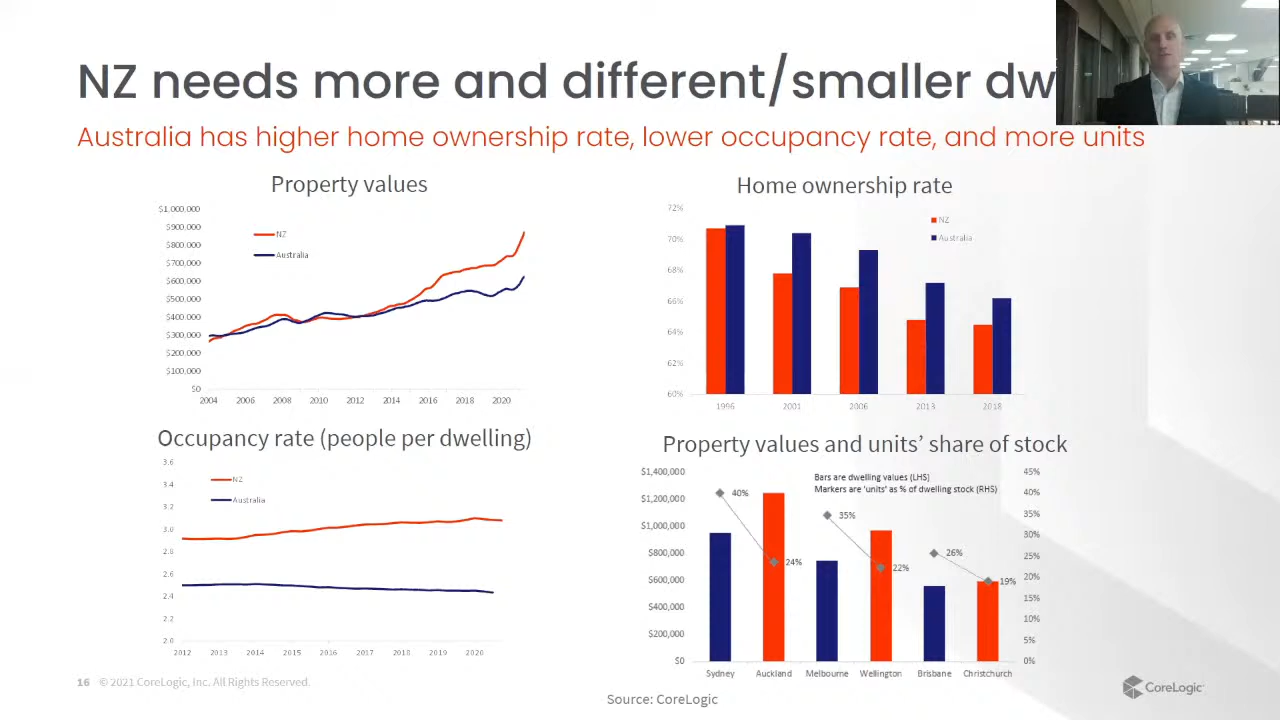 NZ needs more and different/smaller dw
Australia has higher home ownership rate, lower occupancy rate, and more units
Property values
$1,000,000
$900,000
$800,000
$700,000
$600,000
$500,000
$400,000
$300,000
$200,000
$100,000
$0
NZ
Australia
2004 2006 2008 2010 2012 2014 2016 2018 2020
Home ownership rate
72%
70%
68%
66%
64%
62%
60%
NZ
Australia
1996 2001 2006 2013 2018
Occupancy rate (people per dwelling)
3.6
3.4
3.2
3.0
2.8
2.6
2.4
2.2
2.0
NZ
Australia
2012 2013 2014 2015 2016 2017 2018 2019 2020
Property values and units’ share of stock
$1,400,000
$1,200,000
$1,000,000
$800,000
$600,000
$400,000
$200,000
$0
Bars are dwelling values (LHS)
Markers are 'units' as % of dwelling stock (RHS)
40%
24%
35%
22%
26%
19%
45%
40%
35%
30%
25%
20%
15%
10%
5%
0%
Sydney Auckland Melbourne Wellington Brisbane Christchurch
16 © 2021 CoreLogic, Inc. All Rights Reserved.
Source: CoreLogic
CoreLogic